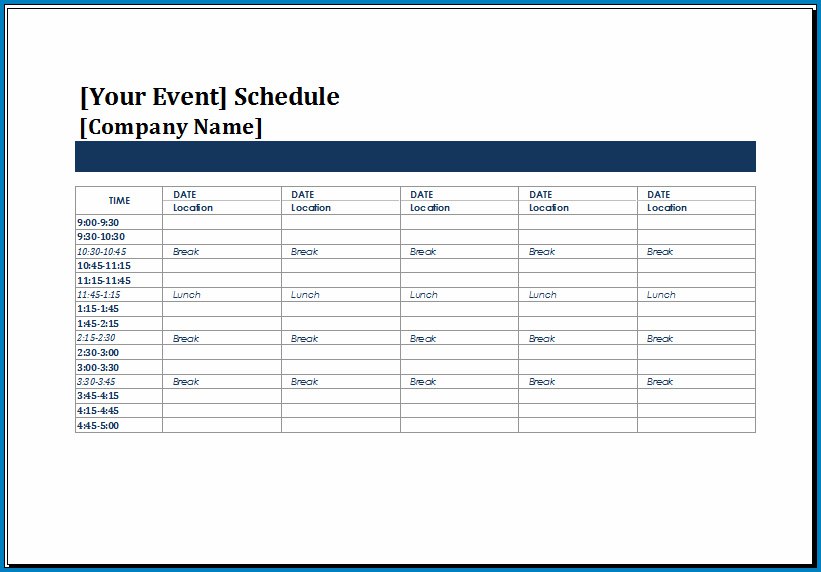 [Your Event] Schedule
[Company Name]
TIME DATE DATE DATE DATE DATE
Location Location Location Location Location
9:00-9:30
9:30-10:30
10:30-10:45 Break Break Break Break Break
10:45-11:15
11:15-11:45
11:45-1:15 Lunch Lunch Lunch Lunch Lunch
1:15-1:45
1:45-2:15
2:15-2:30 Break Break Break Break Break
2:30-3:00
3:00-3:30
3:30-3:45 Break Break Break Break Break
3:45-4:15
4:15-4:45
4:45-5:00